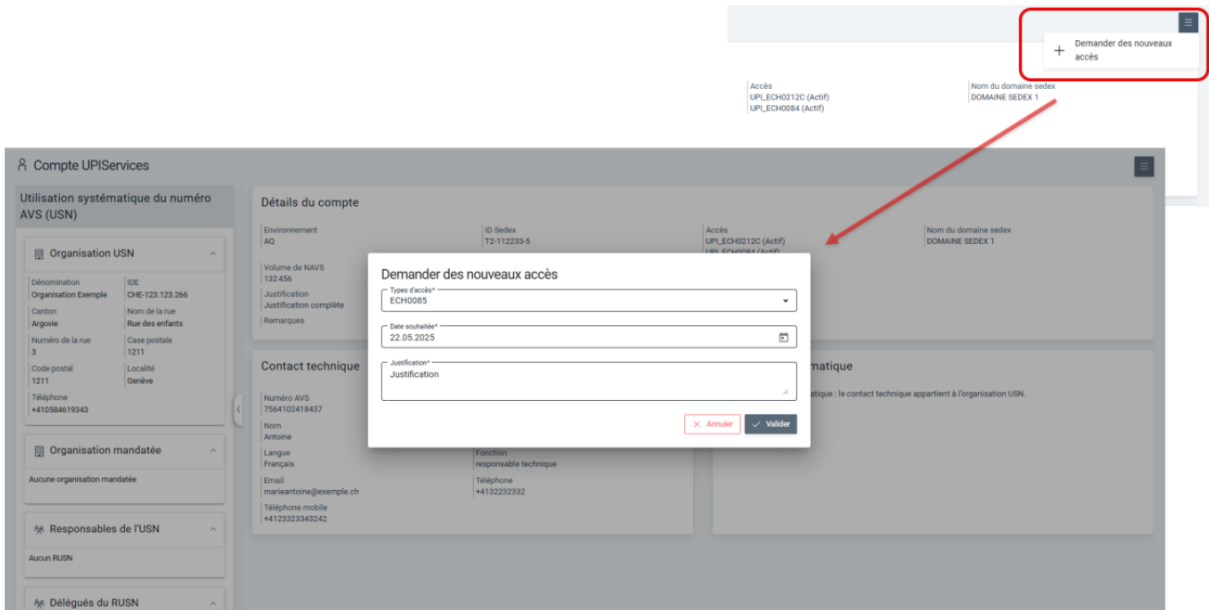 Demander des nouveaux
accès
Accès
UPI_ECH0212C (Actif)
UPI_ECH0084 (Actif)
Nom du domaine sedex
DOMAINE SEDEX 1
Compte UPIServices
Utilisation systématique du numéro
AVS (USN)
Organisation USN
Dénomination
Organisation Exemple
IDE
CHE-123.123.266
Canton
Argovie
Nom de la rue
Rue des enfants
Numéro de la rue
3
Case postale
1211
Code postal
1211
Localité
Genève
Téléphone
+410584619343
Organisation mandatée
Aucune organisation mandatée
Responsables de l'USN
Aucun RUSN
Délégués du RUSN
Détails du compte
Environnement
AQ
ID Sedex
T2-112233-5
Accès
UPI_ECH0212C (Actif)
UPI_ECH0084 (Actif)
Nom du domaine sedex
DOMAINE SEDEX 1
Volume de NAVS
132.456
Justification
Justification complète
Remarques
Demander des nouveaux accès
Types d'accès*
ECH0085
Date souhaitée*
22.05.2025
Justification*
Justification
Annuler
Valider
Contact technique
Numéro AVS
7564102418437
Nom
Antoine
Langue
Français
Fonction
responsable technique
Email
marieantoine@exemple.ch
Téléphone
+4132232332
Téléphone mobile
+4123323343242
matique
atique : le contact technique appartient à l'organisation USN.